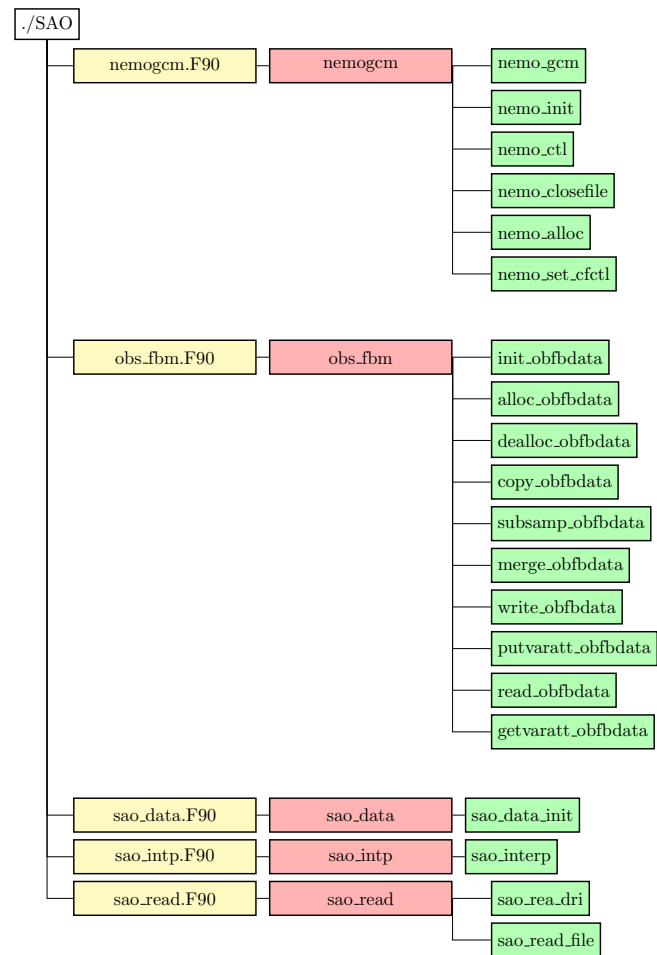 ./SAO
nemogcm.F90 nemogcm nemo_gcm
nemo_init
nemo_ctl
nemo_closefile
nemo_alloc
nemo_set_cfctl
obs_fbm.F90 obs_fbm init_obfbdata
alloc_obfbdata
dealloc_obfbdata
copy_obfbdata
subsamp_obfbdata
merge_obfbdata
write_obfbdata
putvaratt_obfbdata
read_obfbdata
getvaratt_obfbdata
sao_data.F90 sao_data sao_data_init
sao_intp.F90 sao_intp sao_interp
sao_read.F90 sao_read sao_rea_dri
sao_read_file